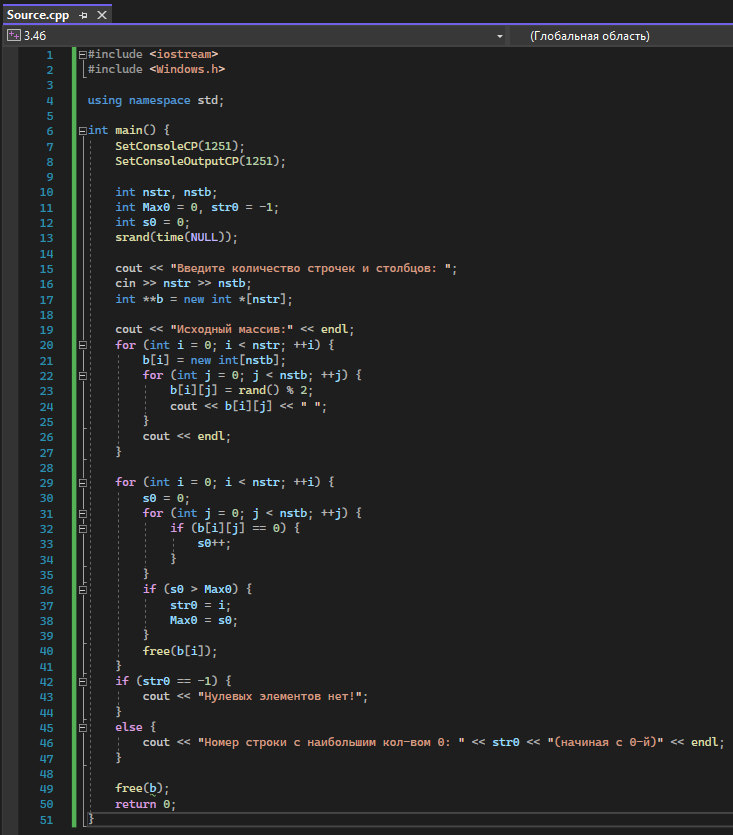 Source.cpp
3.46 (Глобальная область)
1 #include <iostream>
2 #include <Windows.h>
3
4 using namespace std;
5
6 int main() {
7     SetConsoleCP(1251);
8     SetConsoleOutputCP(1251);
9
10     int nstr, nstb;
11     int Max0 = 0, str0 = -1;
12     int s0 = 0;
13     srand(time(NULL));
14
15     cout << "Введите количество строчек и столбцов: ";
16     cin >> nstr >> nstb;
17     int **b = new int *[nstr];
18
19     cout << "Исходный массив:" << endl;
20     for (int i = 0; i < nstr; ++i) {
21         b[i] = new int[nstb];
22         for (int j = 0; j < nstb; ++j) {
23             b[i][j] = rand() % 2;
24             cout << b[i][j] << " ";
25         }
26         cout << endl;
27     }
28
29     for (int i = 0; i < nstr; ++i) {
30         s0 = 0;
31         for (int j = 0; j < nstb; ++j) {
32             if (b[i][j] == 0) {
33                 s0++;
34             }
35         }
36         if (s0 > Max0) {
37             str0 = i;
38             Max0 = s0;
39         }
40         free(b[i]);
41     }
42     if (str0 == -1) {
43         cout << "Нулевых элементов нет!";
44     }
45     else {
46         cout << "Номер строки с наибольшим кол-вом 0: " << str0 << "(начиная с 0-й)" << endl;
47     }
48
49     free(b);
50     return 0;
51 }